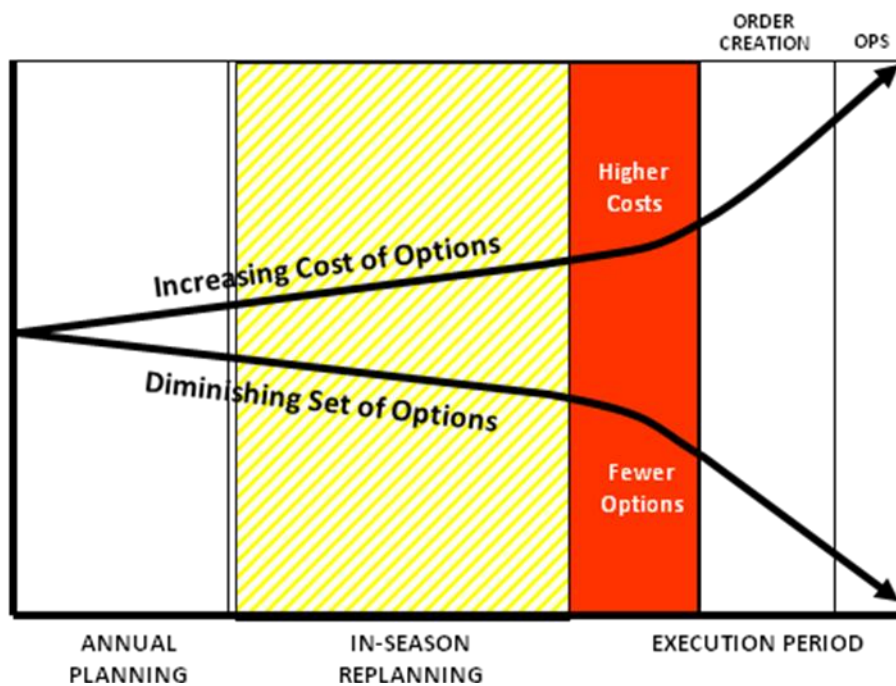 ORDER
CREATION
OPS
Higher
Costs
Increasing Cost of Options
Diminishing Set of Options
Fewer
Options
ANNUAL
PLANNING
IN-SEASON
REPLANNING
EXECUTION PERIOD